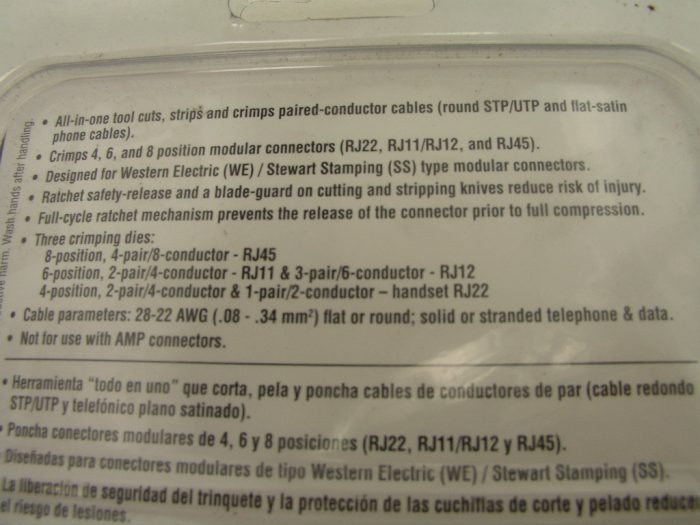 • All-in-one tool cuts, strips and crimps paired-conductor cables (round STP/UTP and flat-satin
phone cables).
• Crimps 4, 6, and 8 position modular connectors (RJ22, RJ11/RJ12, and RJ45).
• Designed for Western Electric (WE) / Stewart Stamping (SS) type modular connectors.
• Ratchet safety-release and a blade-guard on cutting and stripping knives reduce risk of injury.
• Full-cycle ratchet mechanism prevents the release of the connector prior to full compression.
• Three crimping dies:
8-position, 4-pair/8-conductor - RJ45
6-position, 2-pair/4-conductor - RJ11 & 3-pair/6-conductor - RJ12
4-position, 2-pair/4-conductor & 1-pair/2-conductor – handset RJ22
• Cable parameters: 28-22 AWG (.08 - .34 mm²) flat or round; solid or stranded telephone & data.
• Not for use with AMP connectors.
• Herramienta "todo en uno" que corta, pela y poncha cables de conductores de par (cable redondo
STP/UTP y telefónico plano satinado).
• Poncha conectores modulares de 4, 6 y 8 posiciones (RJ22, RJ11/RJ12 y RJ45).
Diseñadas para conectores modulares de tipo Western Electric (WE) / Stewart Stamping (SS).
La liberación de seguridad del trinquete y la protección de las cuchillas de corte y pelado reduce
el riesgo de lesiones.
harm. Wash hands after handling.